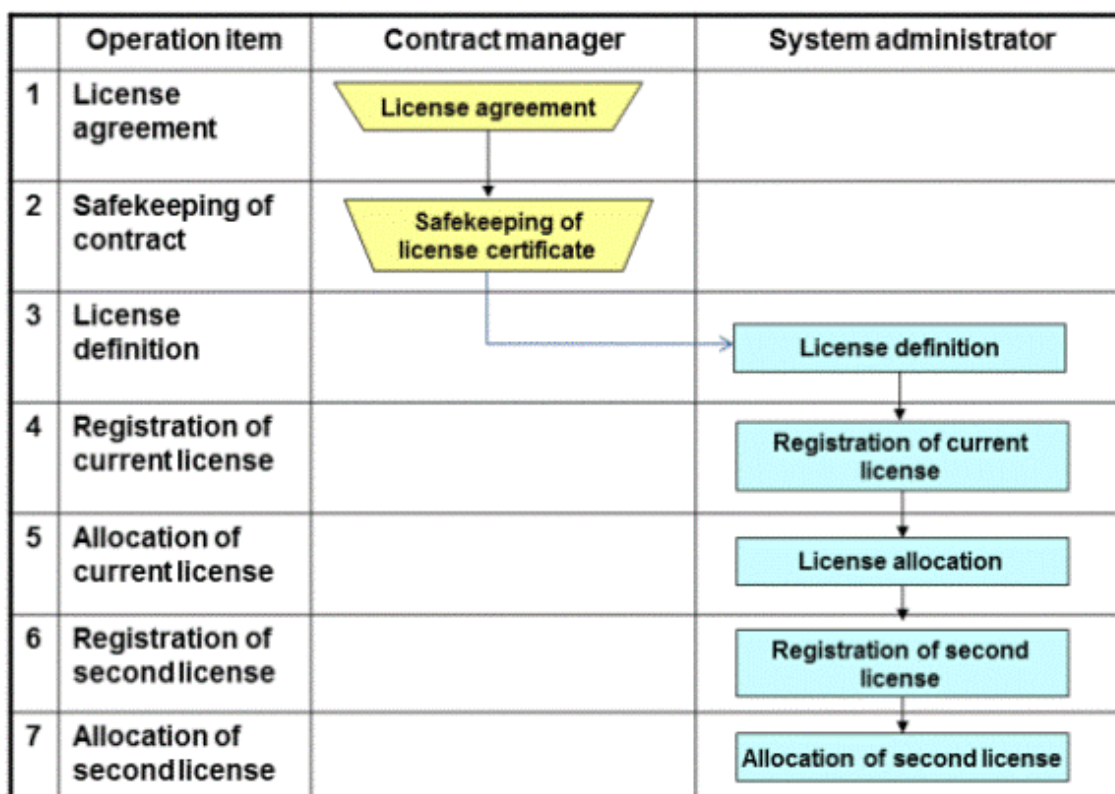 Operation item Contract manager System administrator
1 License
agreement
License agreement
2 Safekeeping of
contract
Safekeeping of
license certificate
3 License
definition
License definition
4 Registration of
current license
Registration of current
license
5 Allocation of
current license
License allocation
6 Registration of
second license
Registration of second
license
7 Allocation of
second license
Allocation of second license